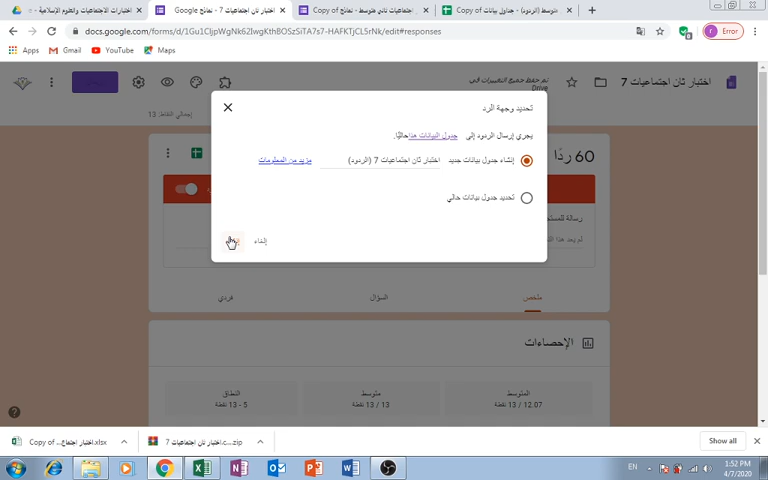 اختبارات الاجتماعيات والعلوم الإسلامية -
اختبار ثان اجتماعيات 7 - نماذج Google
Copy of اجتماعيات نادي متوسط - نماذج
Copy of متوسط (الردود) - جداول بيانات
docs.google.com/forms/d/1Gu1CljpWgNk62IwgKthBOSzSiTA7s7-HAFKTjCL5rNk/edit#responses
r Error
Apps Gmail YouTube Maps
اختبار ثان اجتماعيات 7
تم حفظ جميع التغييرات في
Drive
إجمالي النقاط: 13
تحديد وجهة الرد
يجري إرسال الردود إلى جدول البيانات هذا حاليًا.
إنشاء جدول بيانات جديد
اختبار ثان اجتماعيات 7 (الردود)
مزيد من المعلومات
تحديد جدول بيانات حالي
إلغاء
60 ردًا
ملخص
السؤال
فردي
الإحصاءات
المتوسط
12.07 / 13 نقطة
متوسط
13 / 13 نقطة
النطاق
5 - 13 نقطة
Copy of اختبار اجتماع....xlsx
اختبار ثان اجتماعيات 7.c....zip
Show all
EN
1:52 PM
4/7/2020